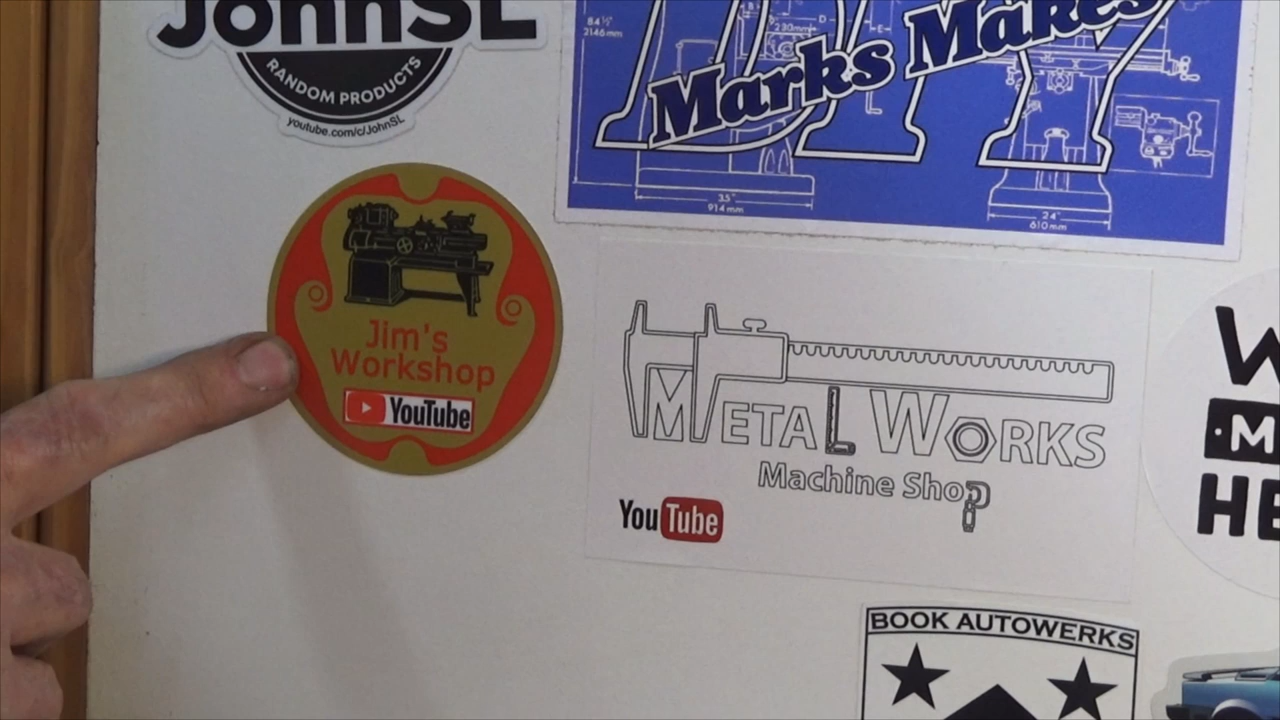 JohnSL
RANDOM PRODUCTS
youtube.com/c/JohnSL
84½"
2146mm
230mm
D
E
Marks Makes
35"
914mm
24"
610mm
Jim's
Workshop
YouTube
METAL WORKS
Machine Shop
YouTube
BOOK AUTOWERKS